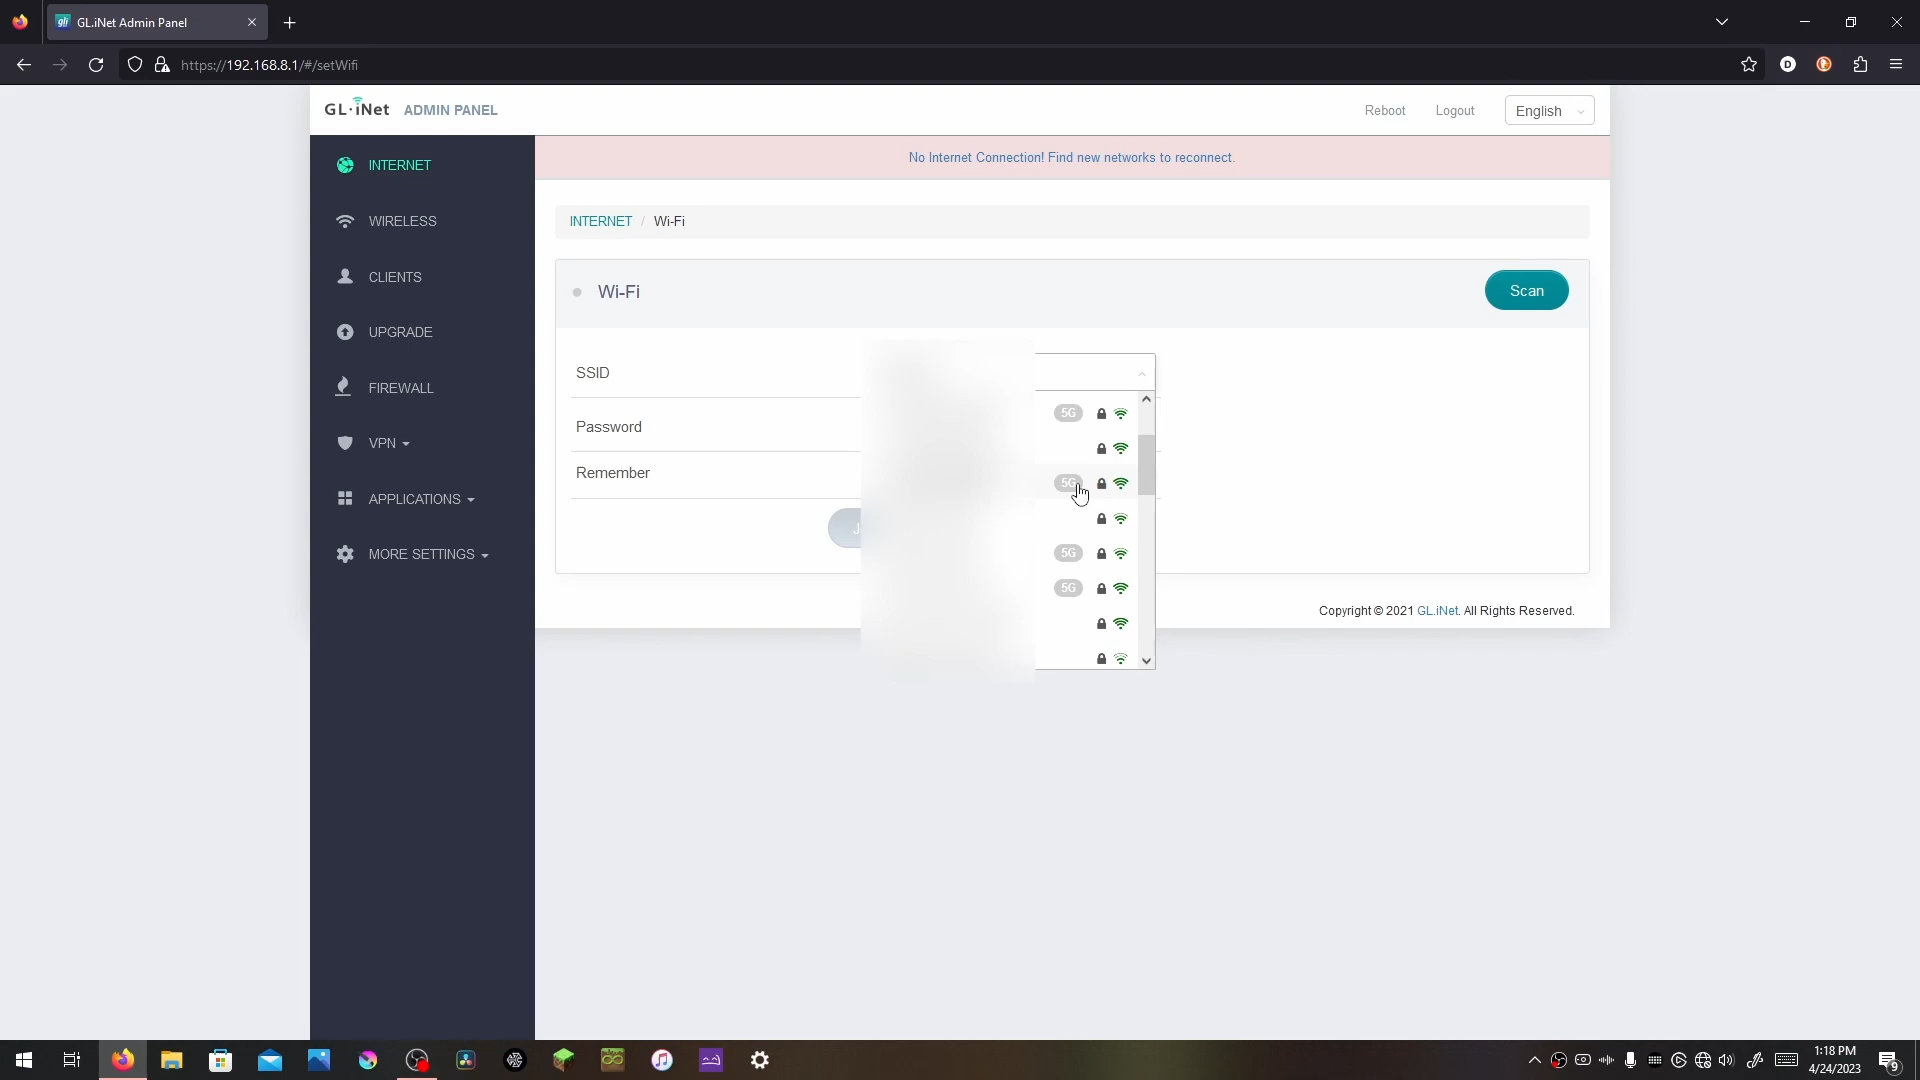 GL.iNet Admin Panel
https://192.168.8.1/#/setWifi
GL·iNet ADMIN PANEL
Reboot
Logout
English
INTERNET
WIRELESS
CLIENTS
UPGRADE
FIREWALL
VPN
APPLICATIONS
MORE SETTINGS
No Internet Connection! Find new networks to reconnect.
INTERNET / Wi-Fi
Wi-Fi
Scan
SSID
Password
Remember
5G
5G
5G
5G
Copyright © 2021 GL.iNet. All Rights Reserved.
1:18 PM
4/24/2023
9